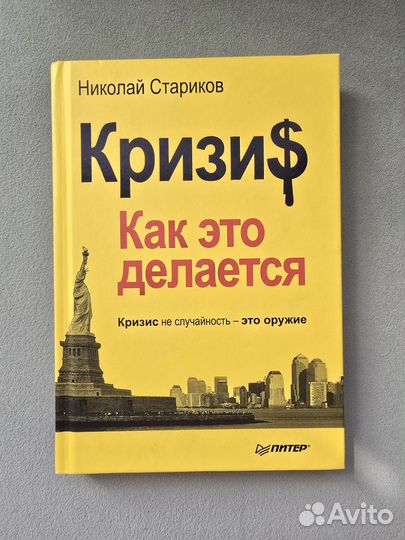 Николай Стариков
Кризи$
Как это
делается
Кризис не случайность – это оружие
ПИТЕР®
Avito